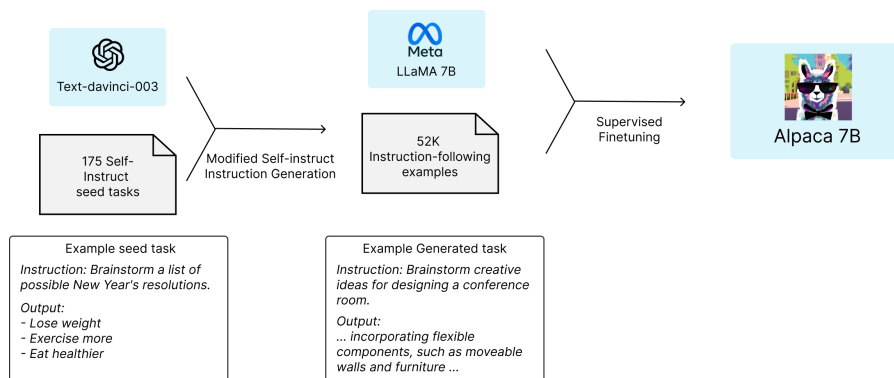 Text-davinci-003
175 Self-
Instruct
seed tasks
Modified Self-instruct
Instruction Generation
Meta
LLaMA 7B
52K
Instruction-following
examples
Supervised
Finetuning
Alpaca 7B
Example seed task
Instruction: Brainstorm a list of
possible New Year's resolutions.
Output:
- Lose weight
- Exercise more
- Eat healthier
Example Generated task
Instruction: Brainstorm creative
ideas for designing a conference
room.
Output:
... incorporating flexible
components, such as moveable
walls and furniture ...